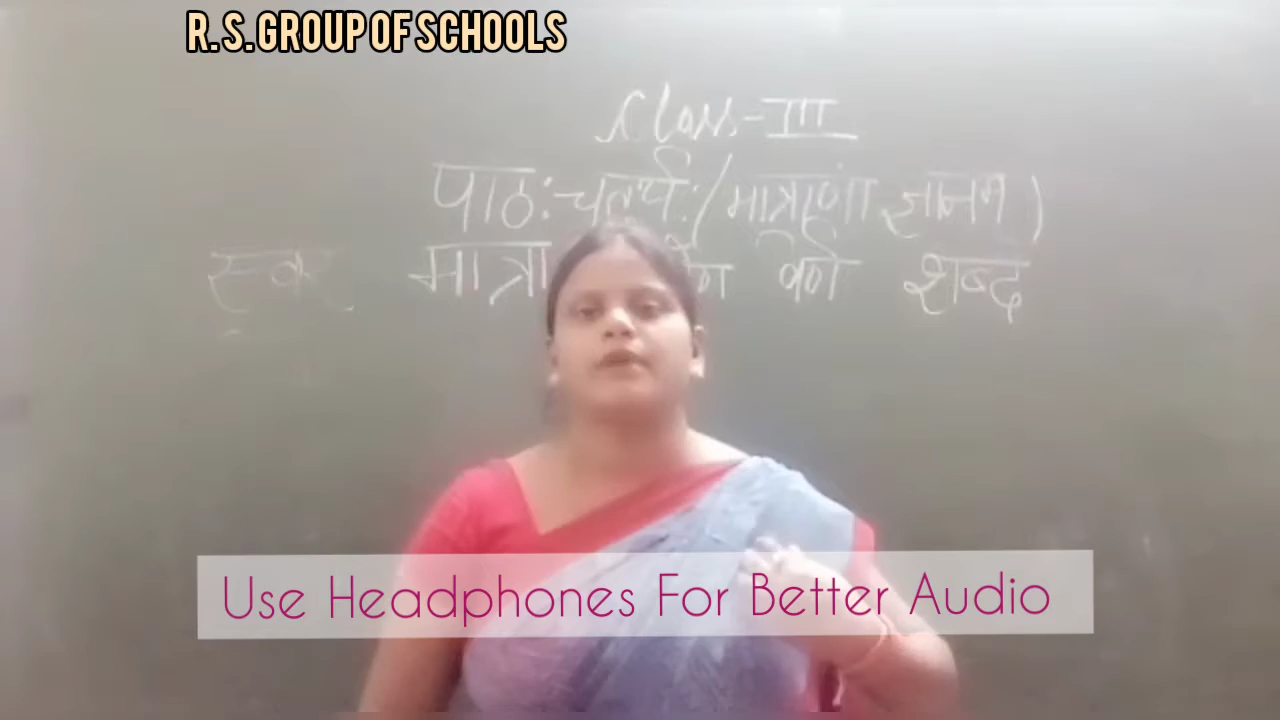 R.S. GROUP OF SCHOOLS
Class-III
पाठ:-चतुर्थ: (मात्राणां ज्ञानम्)
स्वर मात्रा वर्ण शब्द
Use Headphones For Better Audio